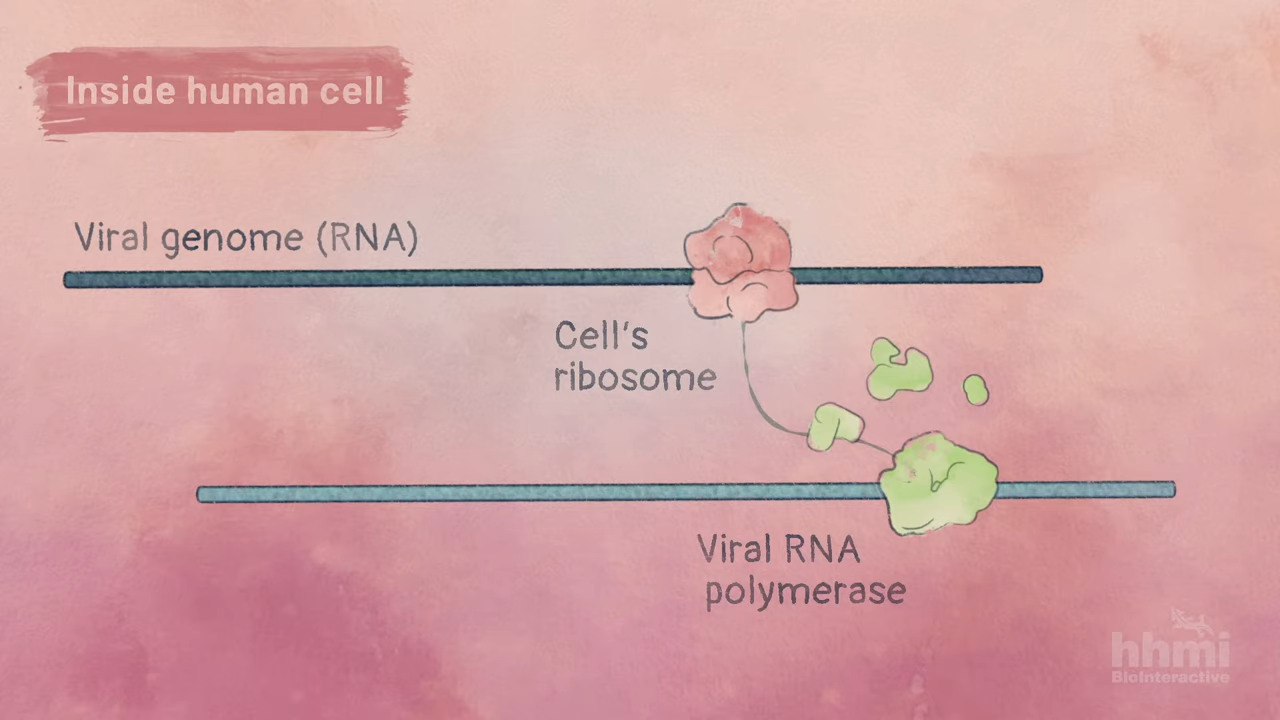 Inside human cell
Viral genome (RNA)
Cell's
ribosome
Viral RNA
polymerase
hhmi
BioInteractive